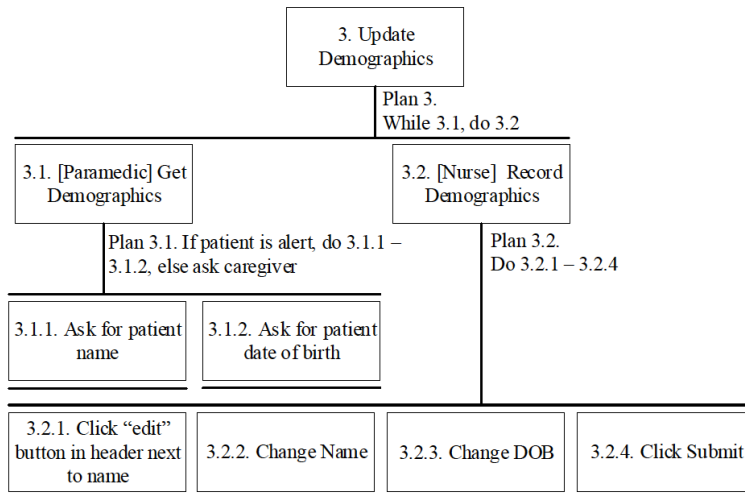 3. Update
Demographics
Plan 3.
While 3.1, do 3.2
3.1. [Paramedic] Get
Demographics
3.2. [Nurse] Record
Demographics
Plan 3.1. If patient is alert, do 3.1.1 –
3.1.2, else ask caregiver
Plan 3.2.
Do 3.2.1 – 3.2.4
3.1.1. Ask for patient
name
3.1.2. Ask for patient
date of birth
3.2.1. Click “edit”
button in header next
to name
3.2.2. Change Name
3.2.3. Change DOB
3.2.4. Click Submit